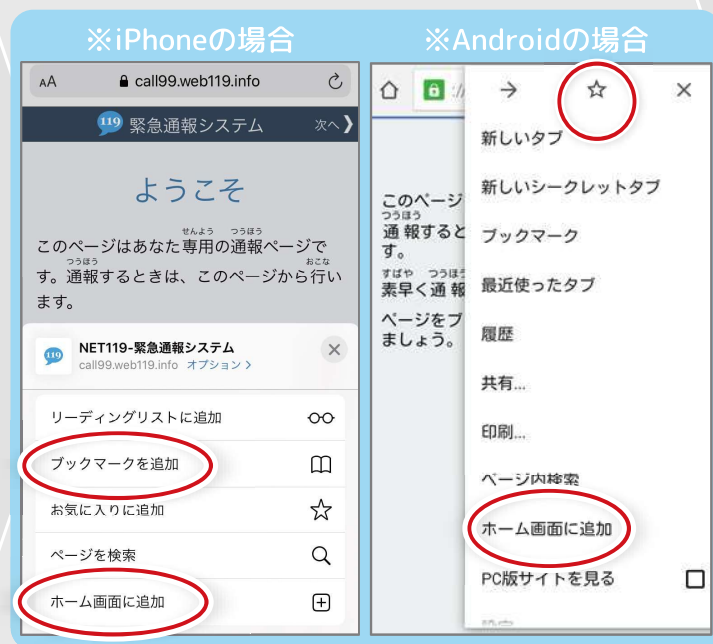 ※iPhoneの場合
AA call99.web119.info
119 緊急通報システム 次へ
ようこそ
せんよう つうほう
このページはあなた専用の通報ページで
つうほう おこな
す。通報するときは、このページから行い
ます。
119 NET119-緊急通報システム
call99.web119.info オプション >
リーディングリストに追加
ブックマークを追加
お気に入りに追加
ページを検索
ホーム画面に追加
※Androidの場合
://
このページ
つうほう
通報すると
す。
すばや つうほう
素早く通報
ページをブ
ましょう。
新しいタブ
新しいシークレットタブ
ブックマーク
最近使ったタブ
履歴
共有...
印刷...
ページ内検索
ホーム画面に追加
PC版サイトを見る